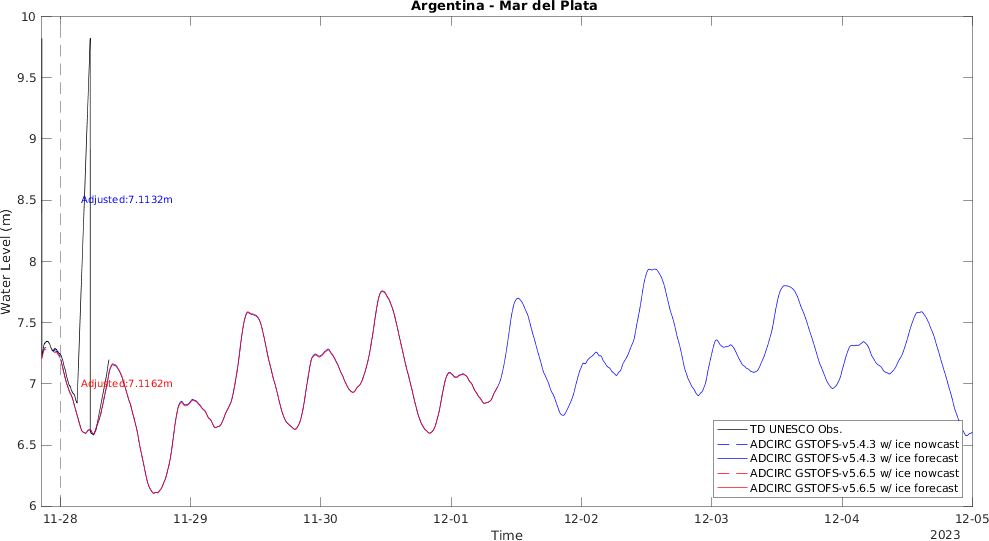 Argentina - Mar del Plata
10
9.5
9
8.5
8
7.5
7
6.5
6
Water Level (m)
Adjusted:7.1132m
Adjusted:7.1162m
TD UNESCO Obs.
ADCIRC GSTOFS-v5.4.3 w/ ice nowcast
ADCIRC GSTOFS-v5.4.3 w/ ice forecast
ADCIRC GSTOFS-v5.6.5 w/ ice nowcast
ADCIRC GSTOFS-v5.6.5 w/ ice forecast
11-28 11-29 11-30 12-01 12-02 12-03 12-04 12-05
Time
2023